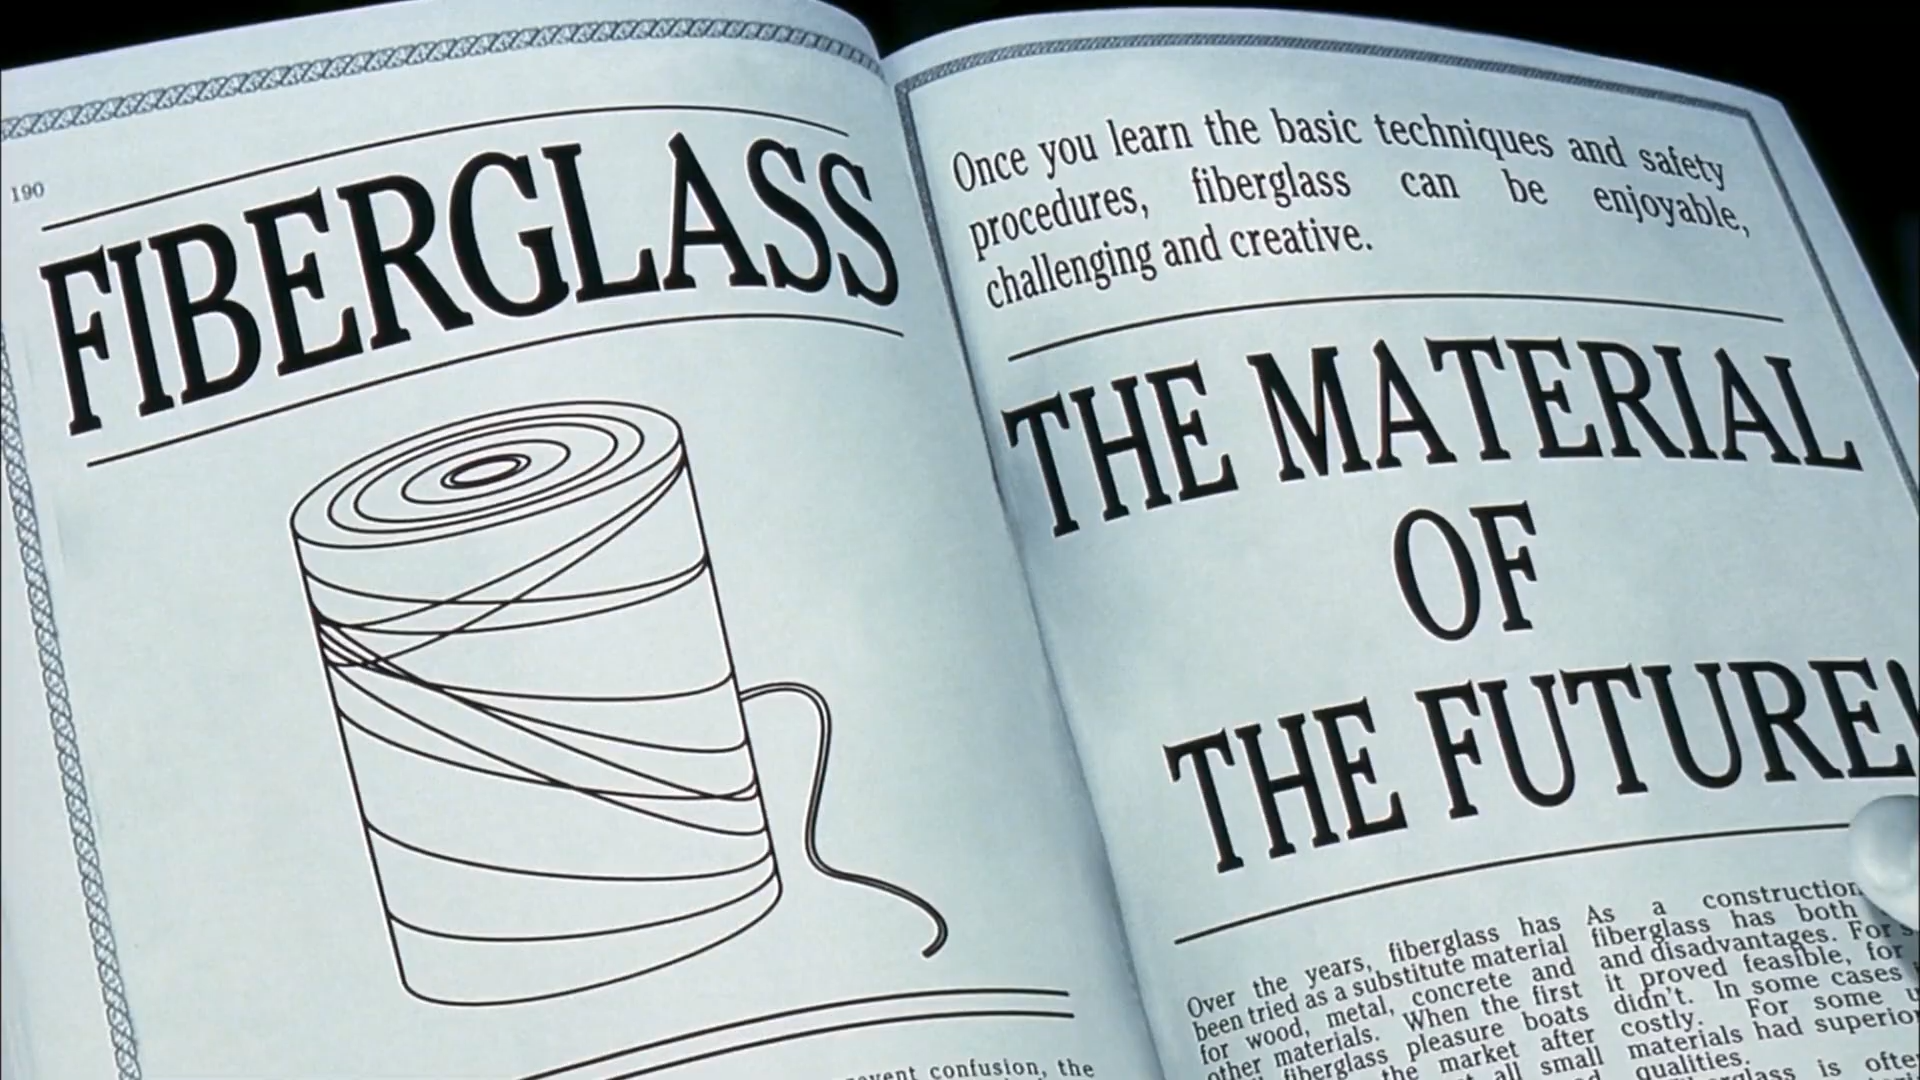 190
FIBERGLASS
confusion, the
Once you learn the basic techniques and safety
procedures, fiberglass can be enjoyable,
challenging and creative.
THE MATERIAL
OF
THE FUTURE!
Over the years, fiberglass has
been tried as a substitute material
for wood, metal, concrete and
other materials. When the first
fiberglass pleasure boats
the market after
all small
As a construction
fiberglass has both
and disadvantages. For
it proved feasible, for
didn't. In some cases
costly. For some
materials had superior
qualities.
is often